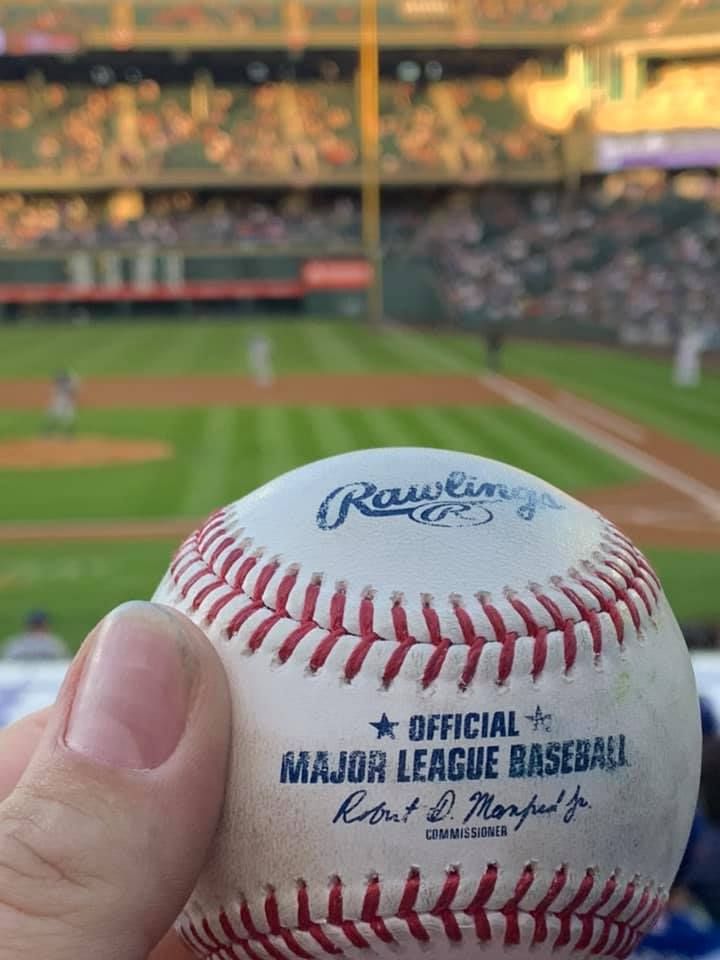 Rawlings
R
OFFICIAL
MAJOR LEAGUE BASEBALL
Robert D. Manfred Jr.
COMMISSIONER